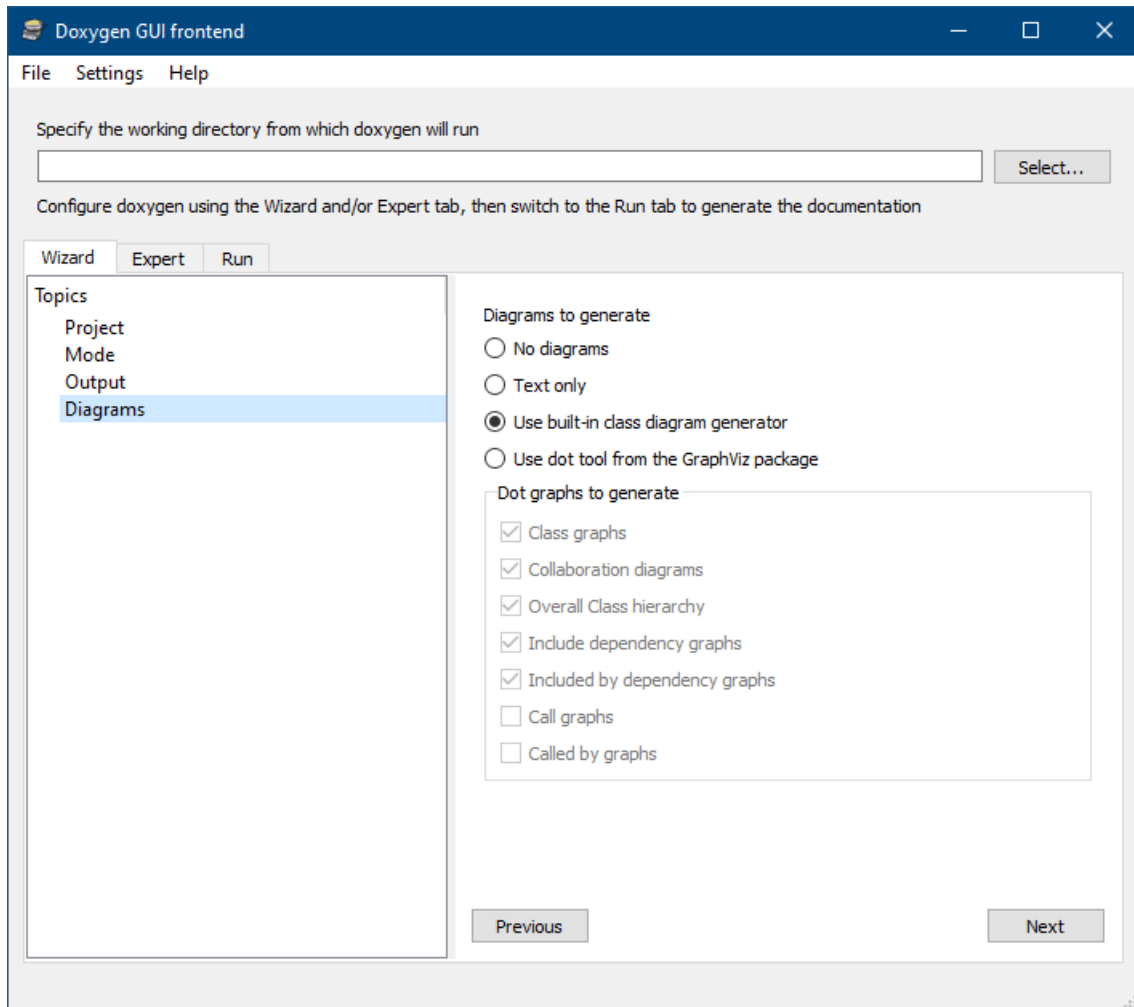 Doxygen GUI frontend
File Settings Help
Specify the working directory from which doxygen will run
Select...
Configure doxygen using the Wizard and/or Expert tab, then switch to the Run tab to generate the documentation
Wizard Expert Run
Topics
Project
Mode
Output
Diagrams
Diagrams to generate
No diagrams
Text only
Use built-in class diagram generator
Use dot tool from the GraphViz package
Dot graphs to generate
Class graphs
Collaboration diagrams
Overall Class hierarchy
Include dependency graphs
Included by dependency graphs
Call graphs
Called by graphs
Previous Next